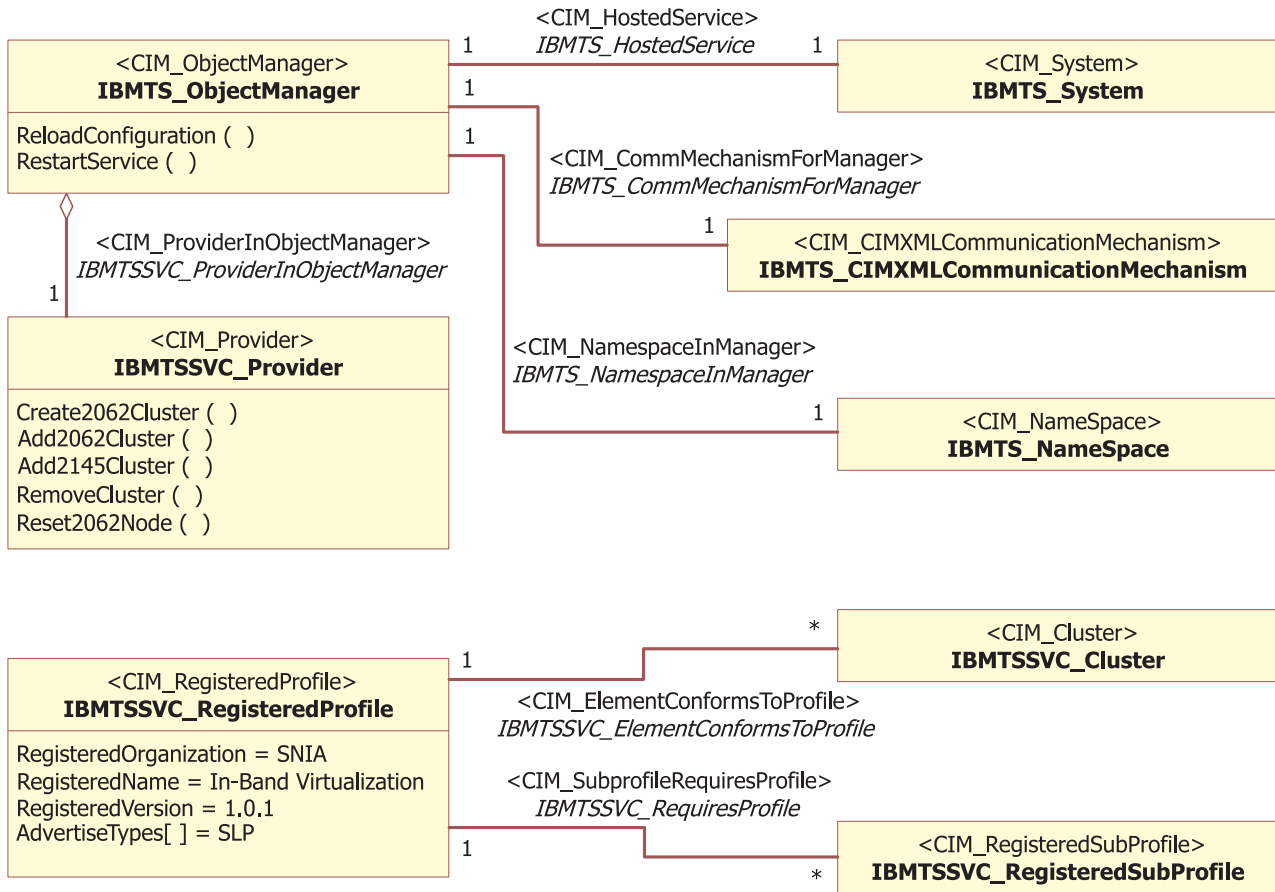 <CIM_HostedService>
IBMTS_HostedService
1
1
<CIM_ObjectManager>
IBMTS_ObjectManager
ReloadConfiguration ( )
RestartService ( )
<CIM_System>
IBMTS_System
1
1
<CIM_CommMechanismForManager>
IBMTS_CommMechanismForManager
1
<CIM_CIMXMLCommunicationMechanism>
IBMTS_CIMXMLCommunicationMechanism
<CIM_ProviderInObjectManager>
IBMTSSVC_ProviderInObjectManager
1
<CIM_Provider>
IBMTSSVC_Provider
Create2062Cluster ( )
Add2062Cluster ( )
Add2145Cluster ( )
RemoveCluster ( )
Reset2062Node ( )
<CIM_NamespaceInManager>
IBMTS_NamespaceInManager
1
<CIM_NameSpace>
IBMTS_NameSpace
*
<CIM_Cluster>
IBMTSSVC_Cluster
1
<CIM_RegisteredProfile>
IBMTSSVC_RegisteredProfile
RegisteredOrganization = SNIA
RegisteredName = In-Band Virtualization
RegisteredVersion = 1.0.1
AdvertiseTypes[ ] = SLP
<CIM_ElementConformsToProfile>
IBMTSSVC_ElementConformsToProfile
<CIM_SubprofileRequiresProfile>
IBMTSSVC_RequiresProfile
1
*
<CIM_RegisteredSubProfile>
IBMTSSVC_RegisteredSubProfile